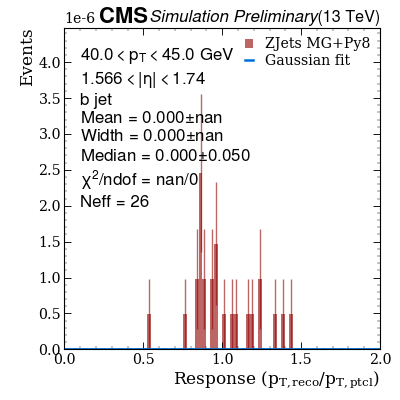 1e-6 CMS Simulation Preliminary (13 TeV)
Events
ZJets MG+Py8
Gaussian fit
40.0 < p_T < 45.0 GeV
1.566 < |η| < 1.74
b jet
Mean = 0.000±nan
Width = 0.000±nan
Median = 0.000±0.050
χ²/ndof = nan/0
Neff = 26
4.0
3.5
3.0
2.5
2.0
1.5
1.0
0.5
0.0
0.0 0.5 1.0 1.5 2.0
Response (p_T,reco/p_T,ptcl)